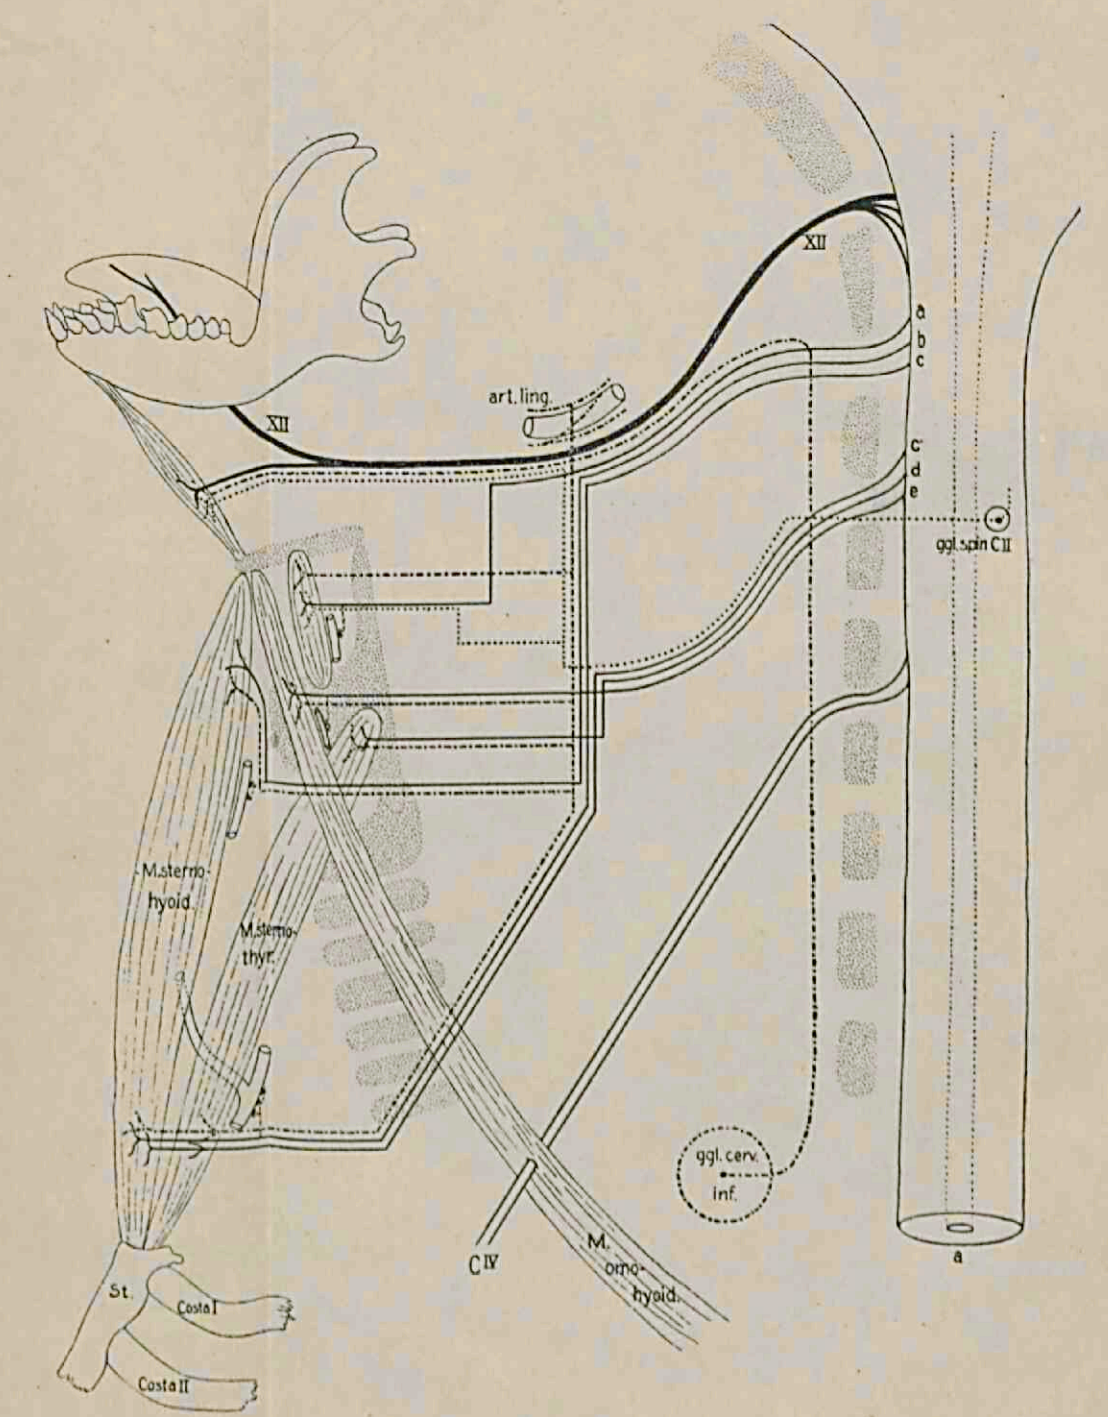 XII
a
b
c
art. ling.
XII
c'
d
e
ggl. spin CII
M. sterno-
hyoid.
M. sterno-
thyr.
ggl. cerv.
inf.
M.
omo-
hyoid.
C IV
a
St.
Costa I
Costa II